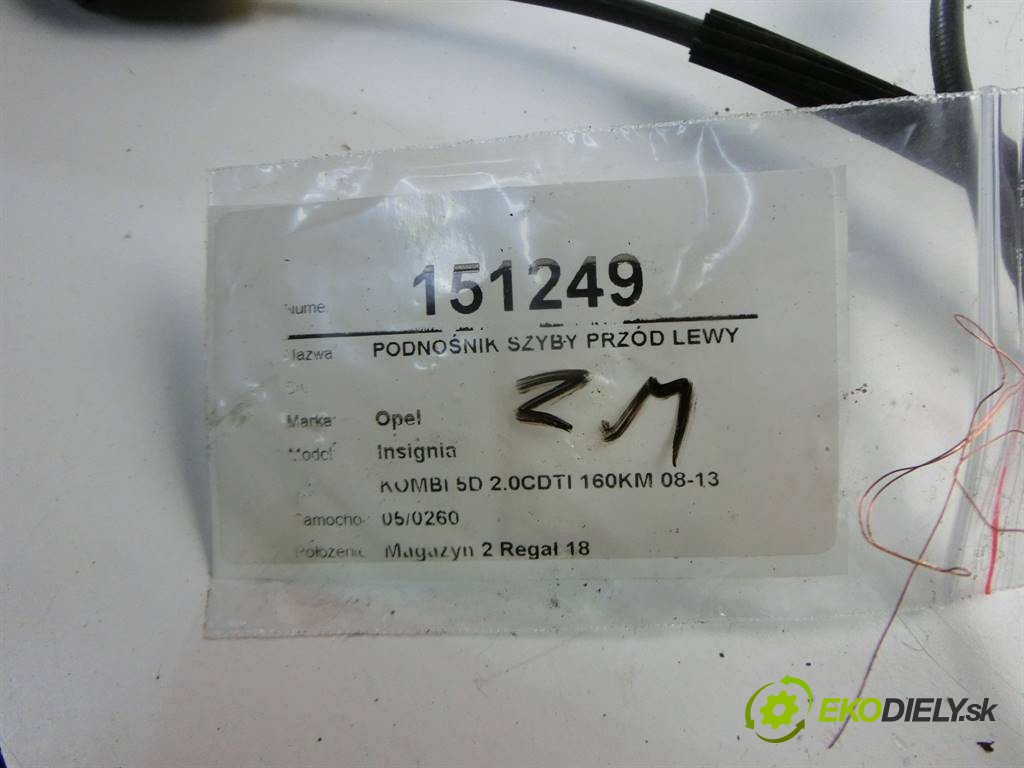 Numer 151249
Nazwa PODNOŚNIK SZYBY PRZÓD LEWY
Marka: Opel
Model: Insignia
KOMBI 5D 2.0CDTI 160KM 08-13
Samochó 05/0260
Położenie Magazyn 2 Regał 18
EKODIELY.sk